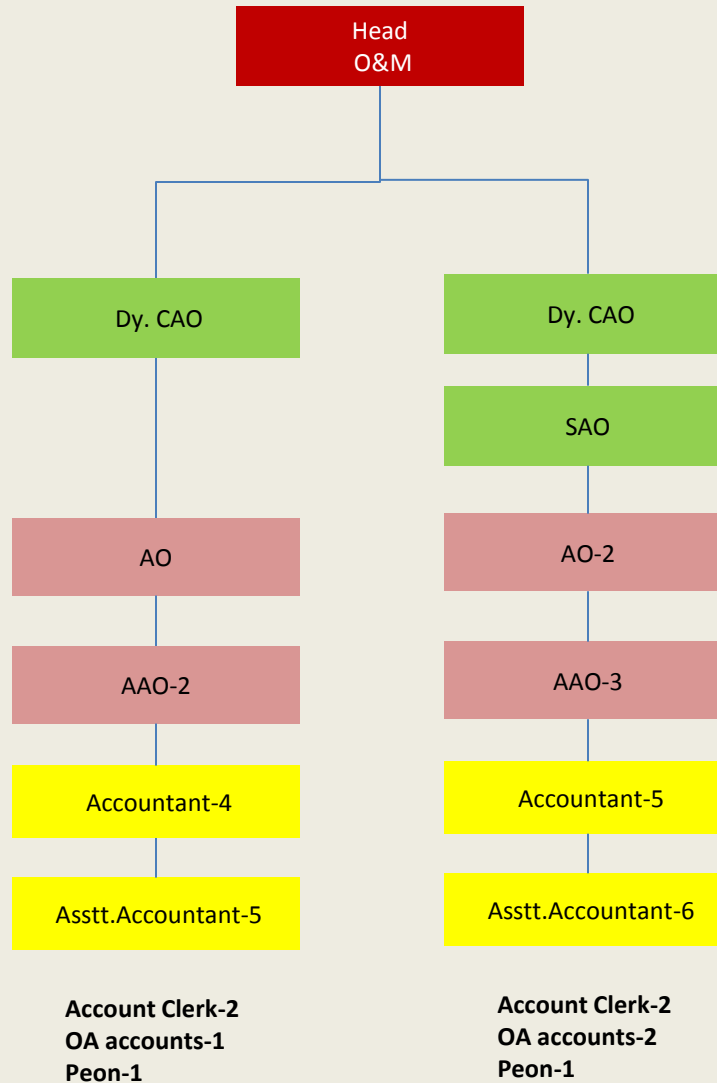 Head
O&M
Dy. CAO
AO
AAO-2
Accountant-4
Asstt.Accountant-5
Account Clerk-2
OA accounts-1
Peon-1
Dy. CAO
SAO
AO-2
AAO-3
Accountant-5
Asstt.Accountant-6
Account Clerk-2
OA accounts-2
Peon-1